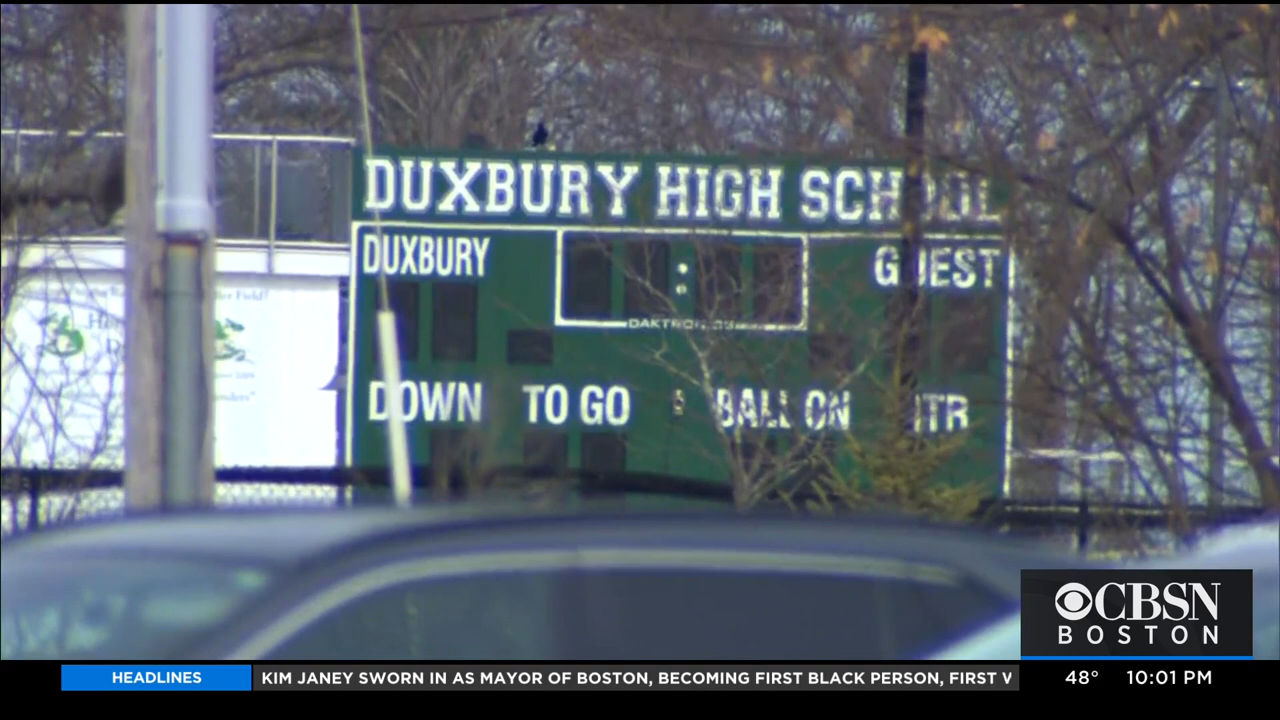 DUXBURY HIGH SCHOOL
DUXBURY
GUEST
DAKTRONICS
DOWN TO GO BALL ON QTR
CBSN
BOSTON
HEADLINES
KIM JANEY SWORN IN AS MAYOR OF BOSTON, BECOMING FIRST BLACK PERSON, FIRST
48° 10:01 PM